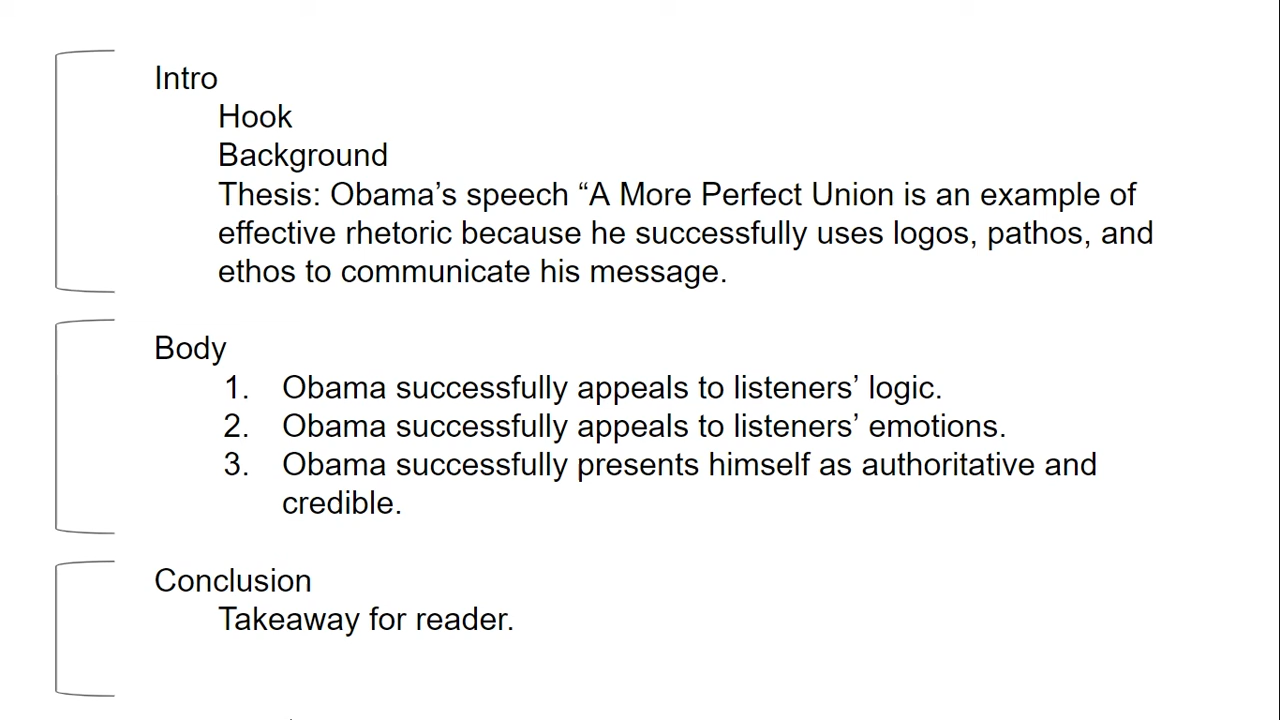 Intro
Hook
Background
Thesis: Obama’s speech “A More Perfect Union is an example of
effective rhetoric because he successfully uses logos, pathos, and
ethos to communicate his message.
Body
1. Obama successfully appeals to listeners’ logic.
2. Obama successfully appeals to listeners’ emotions.
3. Obama successfully presents himself as authoritative and
credible.
Conclusion
Takeaway for reader.